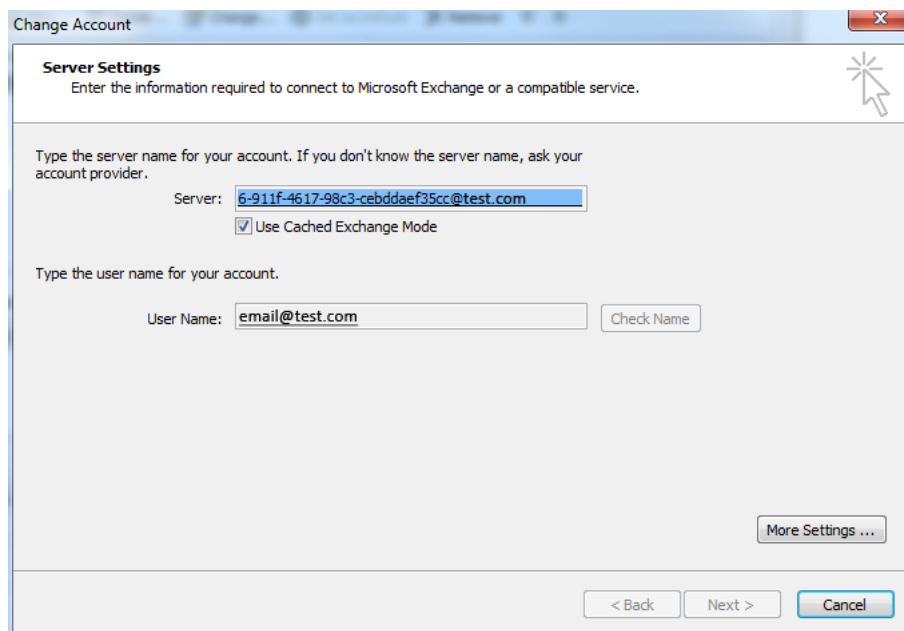 Change Account
Server Settings
Enter the information required to connect to Microsoft Exchange or a compatible service.
Type the server name for your account. If you don't know the server name, ask your
account provider.
Server: 6-911f-4617-98c3-cebddaef35cc@test.com
Use Cached Exchange Mode
Type the user name for your account.
User Name: email@test.com Check Name
More Settings ...
< Back Next > Cancel